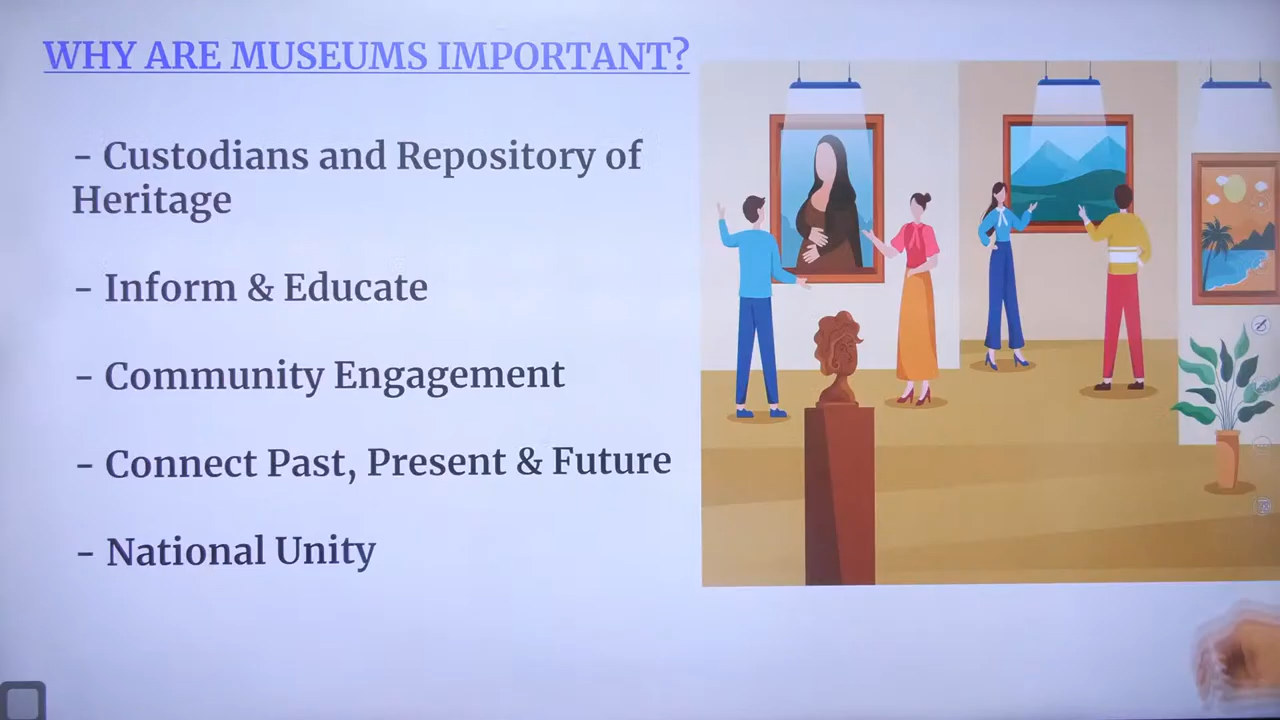 WHY ARE MUSEUMS IMPORTANT?
- Custodians and Repository of
Heritage
- Inform & Educate
- Community Engagement
- Connect Past, Present & Future
- National Unity